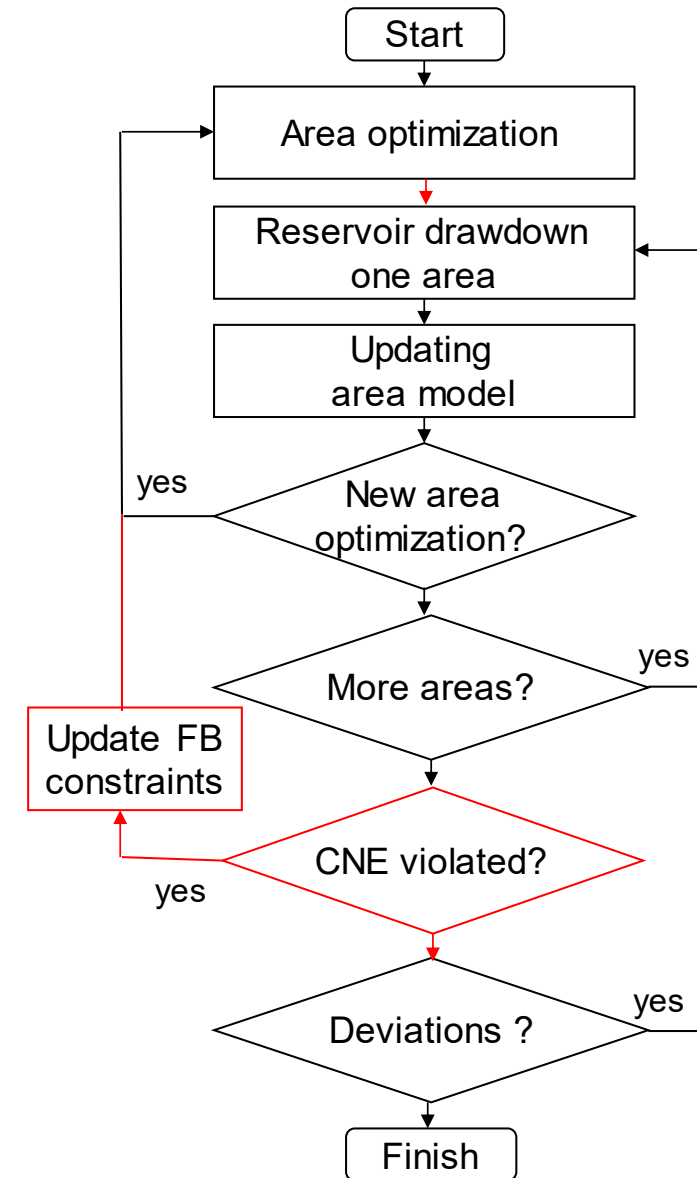 Start
Area optimization
Reservoir drawdown
one area
Updating
area model
yes
New area
optimization?
yes
More areas?
Update FB
constraints
CNE violated?
yes
yes
Deviations ?
Finish